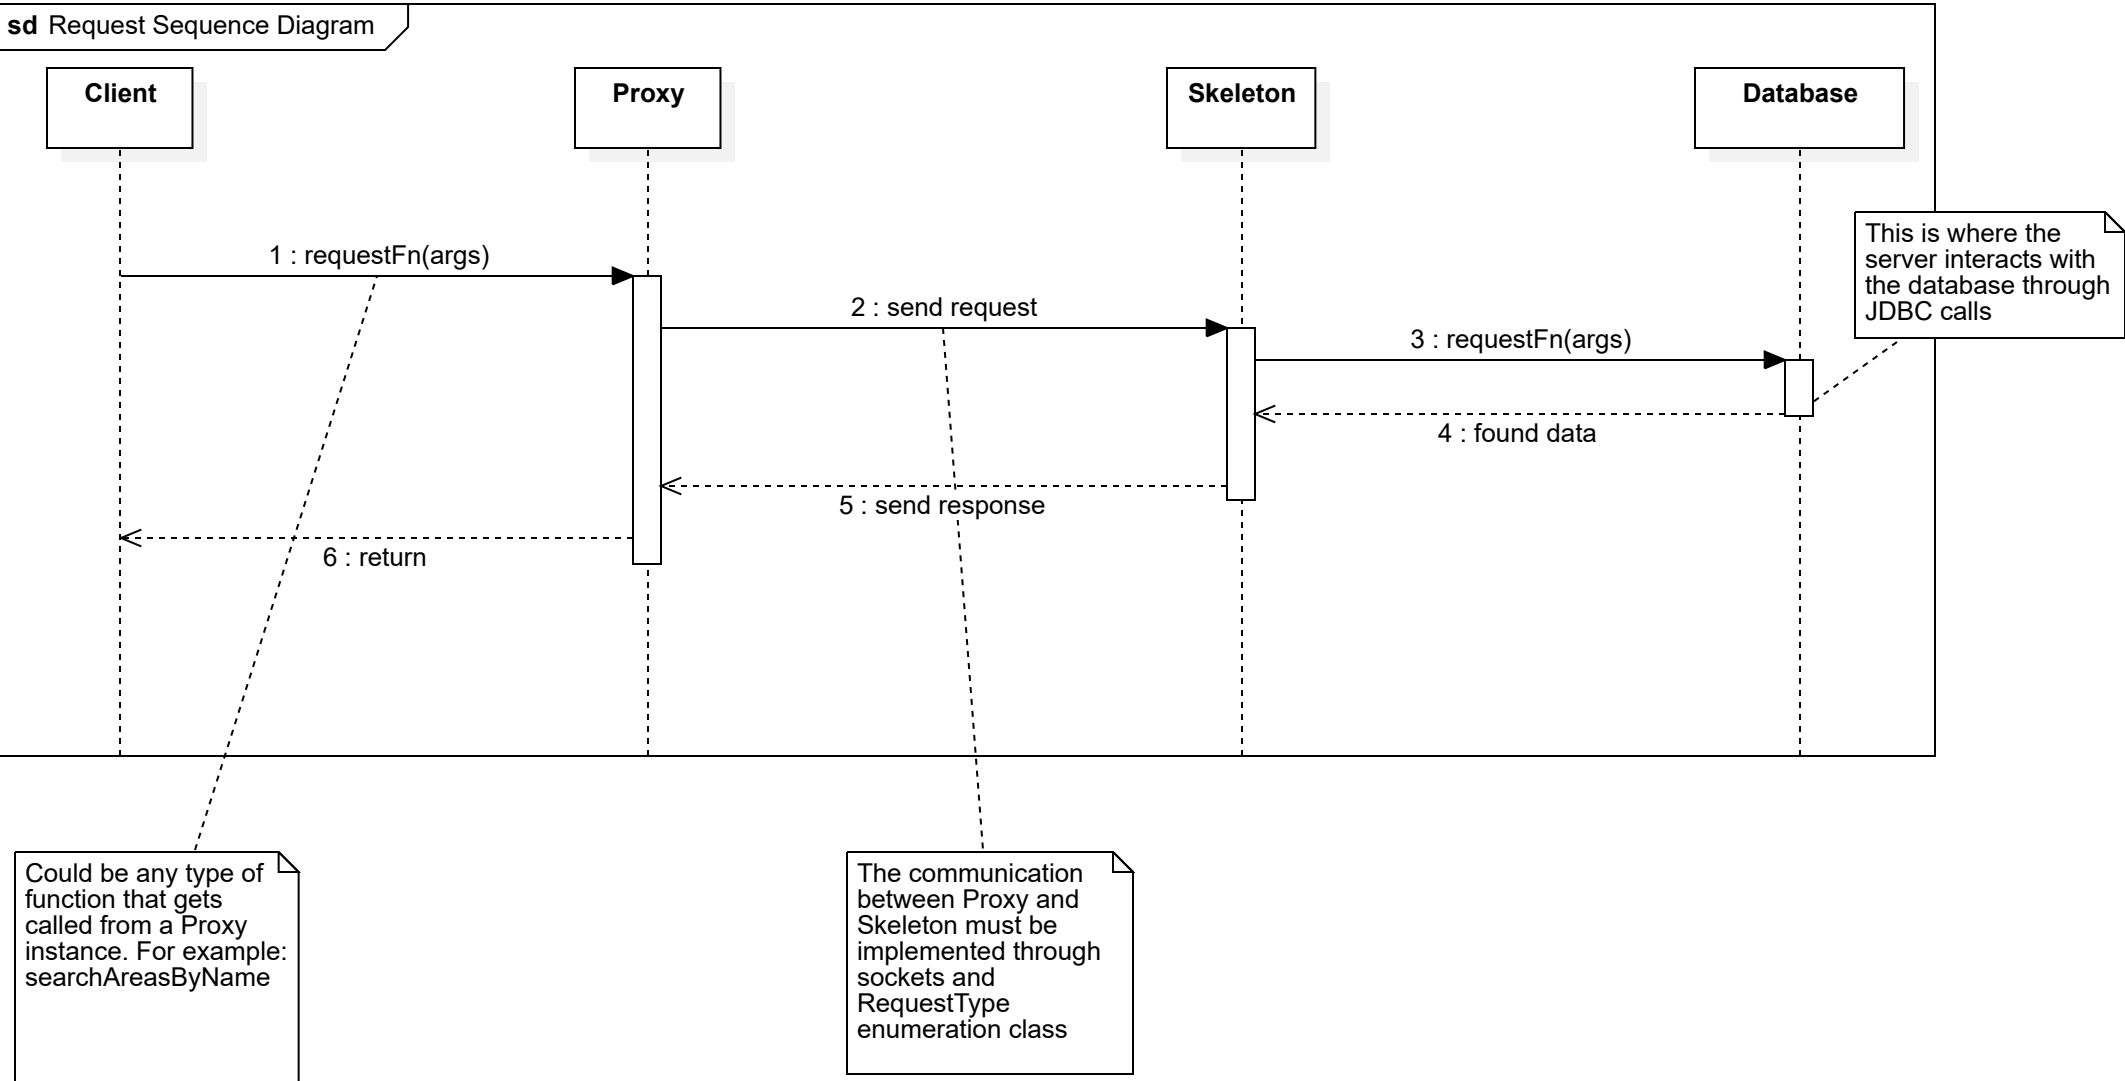 sd Request Sequence Diagram
Client
Proxy
Skeleton
Database
This is where the
server interacts with
the database through
JDBC calls
1 : requestFn(args)
2 : send request
3 : requestFn(args)
4 : found data
5 : send response
6 : return
Could be any type of
function that gets
called from a Proxy
instance. For example:
searchAreasByName
The communication
between Proxy and
Skeleton must be
implemented through
sockets and
RequestType
enumeration class